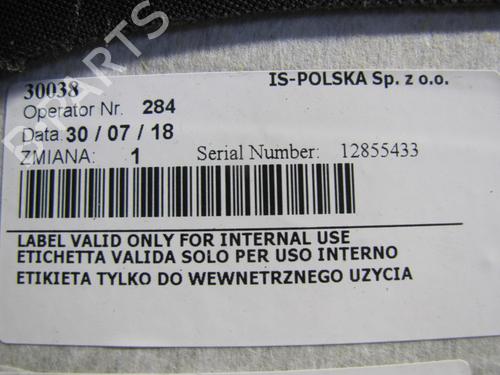 30038 IS-POLSKA Sp. z o.o.
Operator Nr. 284
Data: 30 / 07 / 18
ZMIANA: 1 Serial Number: 12855433
LABEL VALID ONLY FOR INTERNAL USE
ETICHETTA VALIDA SOLO PER USO INTERNO
ETIKIETA TYLKO DO WEWNETRZNEGO UZYCIA
B PARTS